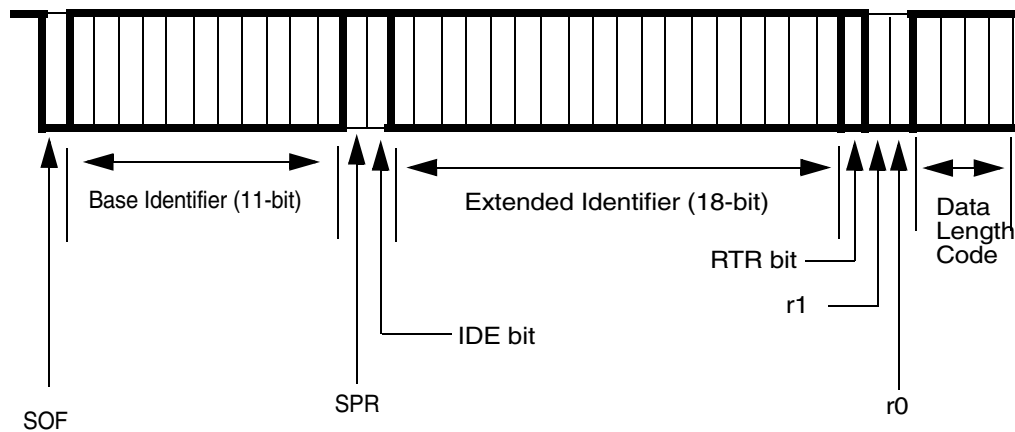 Base Identifier (11-bit)
Extended Identifier (18-bit)
Data
Length
Code
RTR bit
r1
IDE bit
SOF
SPR
r0